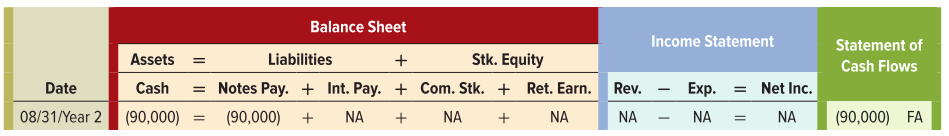 Balance Sheet
Income Statement
Statement of
Cash Flows
Assets = Liabilities + Stk. Equity
Date Cash = Notes Pay. + Int. Pay. + Com. Stk. + Ret. Earn. Rev. − Exp. = Net Inc.
08/31/Year 2 (90,000) = (90,000) + NA + NA + NA NA − NA = NA (90,000) FA